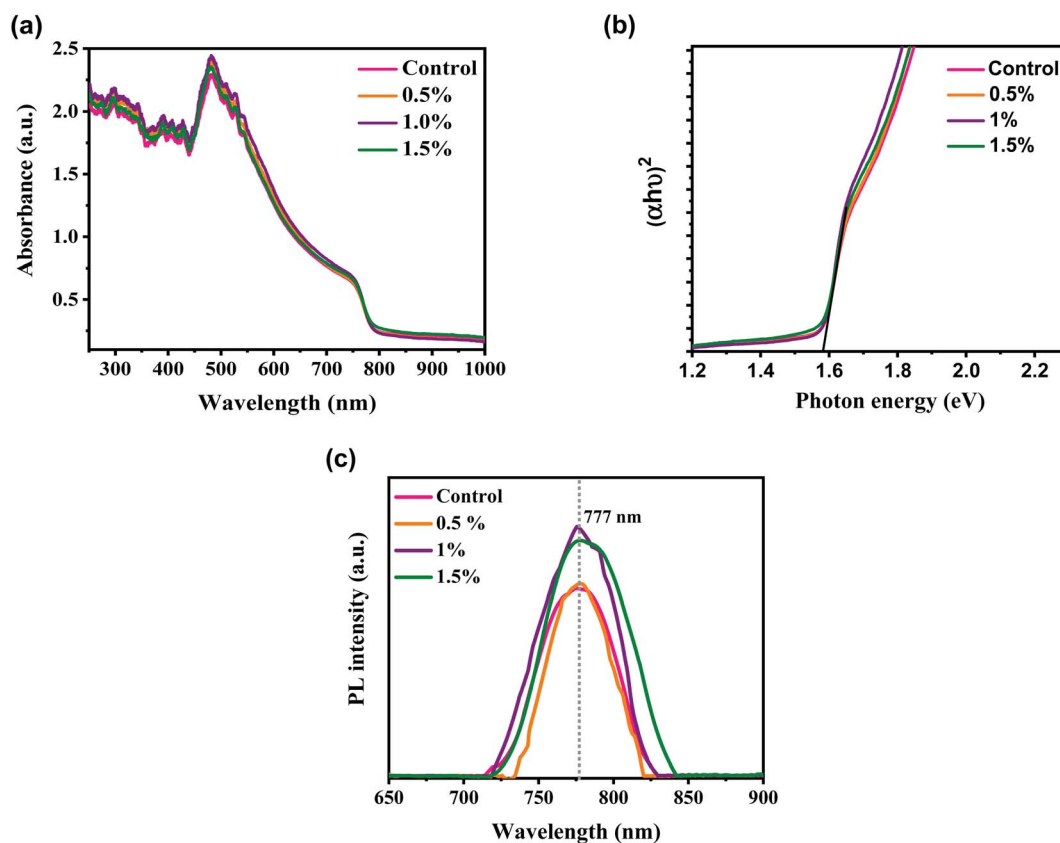 (a)
2.5
2.0
1.5
1.0
0.5
300 400 500 600 700 800 900 1000
Absorbance (a.u.)
Wavelength (nm)
Control
0.5%
1.0%
1.5%
(b)
(αhυ)²
1.2 1.4 1.6 1.8 2.0 2.2
Photon energy (eV)
Control
0.5%
1%
1.5%
(c)
PL intensity (a.u.)
Control
0.5 %
1%
1.5%
777 nm
650 700 750 800 850 900
Wavelength (nm)